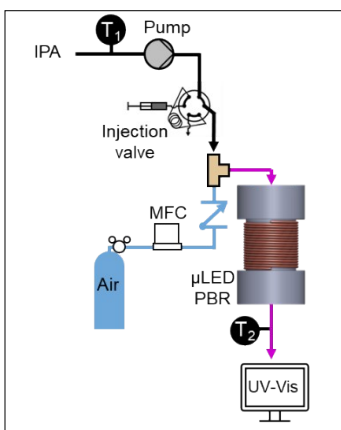 Pump
T1
IPA
Injection
valve
MFC
Air
µLED
PBR
T2
UV-Vis